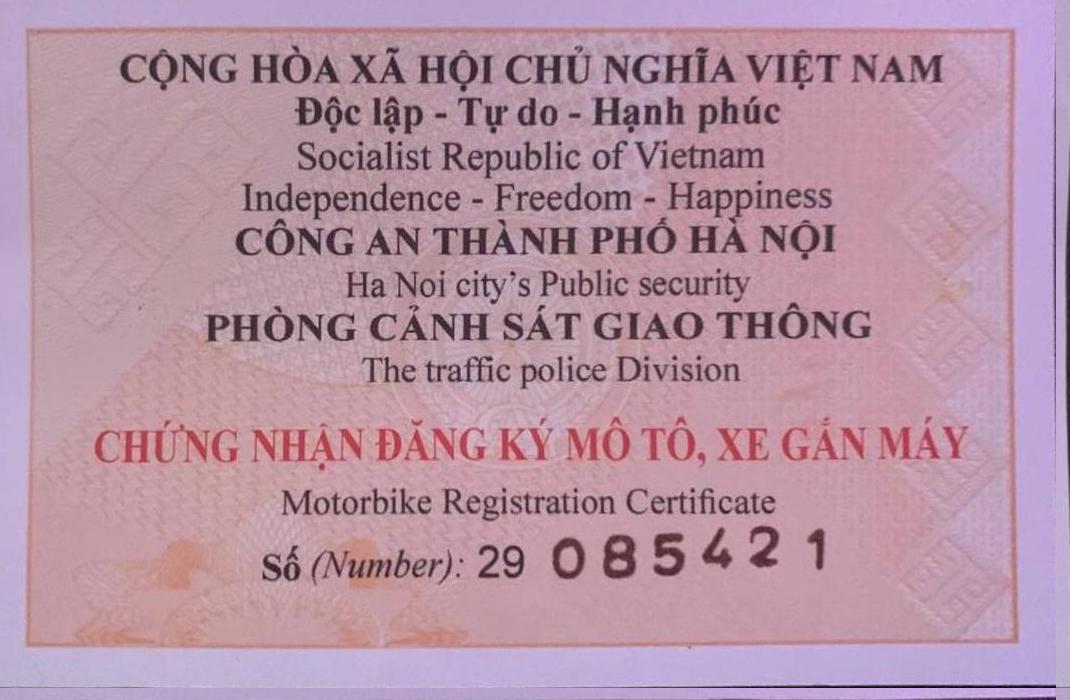 CỘNG HÒA XÃ HỘI CHỦ NGHĨA VIỆT NAM
Độc lập - Tự do - Hạnh phúc
Socialist Republic of Vietnam
Independence - Freedom - Happiness
CÔNG AN THÀNH PHỐ HÀ NỘI
Ha Noi city's Public security
PHÒNG CẢNH SÁT GIAO THÔNG
The traffic police Division
CHỨNG NHẬN ĐĂNG KÝ MÔ TÔ, XE GẮN MÁY
Motorbike Registration Certificate
Số (Number): 29 085421